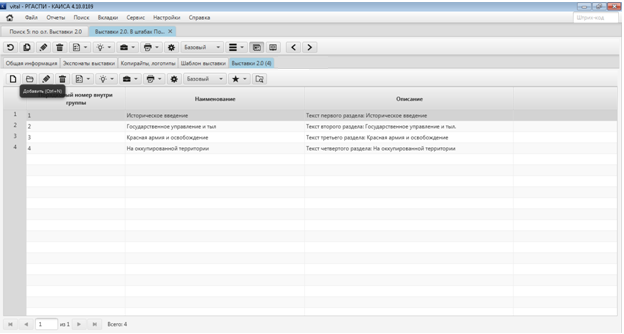 vital - РГАСПИ - КАИСА 4.10.0189
Файл Отчеты Поиск Вкладки Сервис Настройки Справка
Штрих-код
Поиск 5: по эл. Выставки 2.0 Выставки 2.0. В штабах По... ×
Базовый
Общая информация Экспонаты выставки Копирайты, логотипы Шаблон выставки Выставки 2.0 (4)
Базовый
Добавить (Ctrl+N)
номер внутри группы Наименование Описание
1 1 Историческое введение Текст первого раздела: Историческое введение
2 2 Государственное управление и тыл Текст второго раздела: Государственное управление и тыл.
3 3 Красная армия и освобождение Текст третьего раздела: Красная армия и освобождение
4 4 На оккупированной территории Текст четвертого раздела: На оккупированной территории
1 из 1 Всего: 4